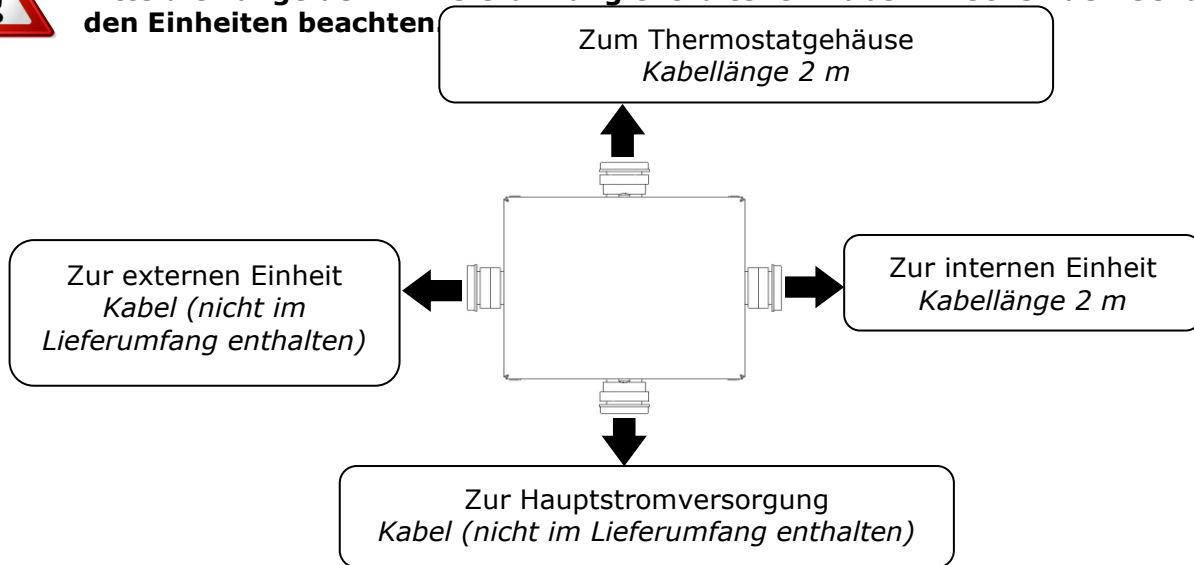 den Einheiten beachten.
Zum Thermostatgehäuse
Kabellänge 2 m
Zur externen Einheit
Kabel (nicht im
Lieferumfang enthalten)
Zur internen Einheit
Kabellänge 2 m
Zur Hauptstromversorgung
Kabel (nicht im Lieferumfang enthalten)